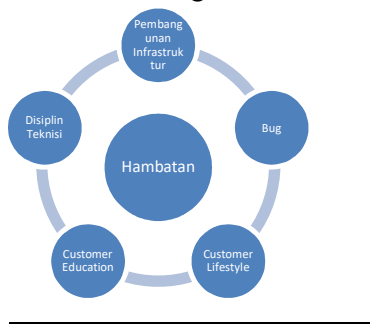 Pembang
unan
Infrastruk
tur
Bug
Customer
Lifestyle
Customer
Education
Disiplin
Teknisi
Hambatan